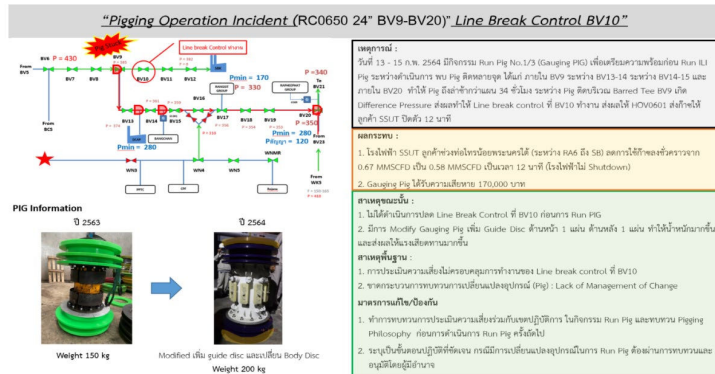 "Pigging Operation Incident (RC0650 24" BV9-BV20)" Line Break Control BV10"
Pig Stuck
Line break Control ทำงาน
BV6
P = 430
BV9
From
BV5
BV7
BV8
BV10
BV11
BV12
Pmin = 170
P = 330
P=340
To
BV21
BV16
BV13
BV14
BV15
BV17
BV18
BV19
BV20
From
BCS
Pmin = 280
Pmin = 280
Pสัญญา = 120
P=350
From
BV23
WN5
WN4
WNMR
WN3
From
WK5
PIG Information
ปี 2563
ปี 2564
Weight 150 kg
Modified เพิ่ม guide disc และเปลี่ยน Body Disc
Weight 200 kg
เหตุการณ์ :
วันที่ 13 - 15 ก.พ. 2564 มีกิจกรรม Run Pig No.1/3 (Gauging PIG) เพื่อเตรียมความพร้อมก่อน Run ILI
Pig ระหว่างดำเนินการ พบ Pig ติดหลายจุด ได้แก่ ภายใน BV9 ระหว่าง BV13-14 ระหว่าง BV14-15 และ
ภายใน BV20 ทำให้ Pig ถึงล่าช้ากว่าแผน 34 ชั่วโมง ระหว่าง Pig ติดบริเวณ Barred Tee BV9 เกิด
Difference Pressure ส่งผลทำให้ Line break control ที่ BV10 ทำงาน ส่งผลให้ HOV0601 ส่งก๊าซให้
ลูกค้า SSUT ปิดตัว 12 นาที
ผลกระทบ :
1. โรงไฟฟ้า SSUT ลูกค้าช่วงท่อไทรน้อยพระนครใต้ (ระหว่าง RA6 ถึง SB) ลดการใช้ก๊าซลงชั่วคราวจาก
0.67 MMSCFD เป็น 0.58 MMSCFD เป็นเวลา 12 นาที (โรงไฟฟ้าไม่ Shutdown)
2. Gauging Pig ได้รับความเสียหาย 170,000 บาท
สาเหตุขณะนั้น :
1. ไม่ได้ดำเนินการปลด Line Break Control ที่ BV10 ก่อนการ Run PIG
2. มีการ Modify Gauging Pig เพิ่ม Guide Disc ด้านหน้า 1 แผ่น ด้านหลัง 1 แผ่น ทำให้น้ำหนักมากขึ้น
และส่งผลให้แรงเสียดทานมากขึ้น
สาเหตุพื้นฐาน :
1. การประเมินความเสี่ยงไม่ครอบคลุมการทำงานของ Line break control ที่ BV10
2. ขาดกระบวนการทบทวนการเปลี่ยนแปลงอุปกรณ์ (Pig) : Lack of Management of Change
มาตรการแก้ไข/ป้องกัน
1. ทำการทบทวนการประเมินความเสี่ยงร่วมกับเขตปฏิบัติการ ในกิจกรรม Run Pig และทบทวน Pigging
Philosophy ก่อนการดำเนินการ Run Pig ครั้งถัดไป
2. ระบุเป็นขั้นตอนปฏิบัติที่ชัดเจน กรณีมีการเปลี่ยนแปลงอุปกรณ์ในการ Run Pig ต้องผ่านการทบทวนและ
อนุมัติโดยผู้มีอำนาจ